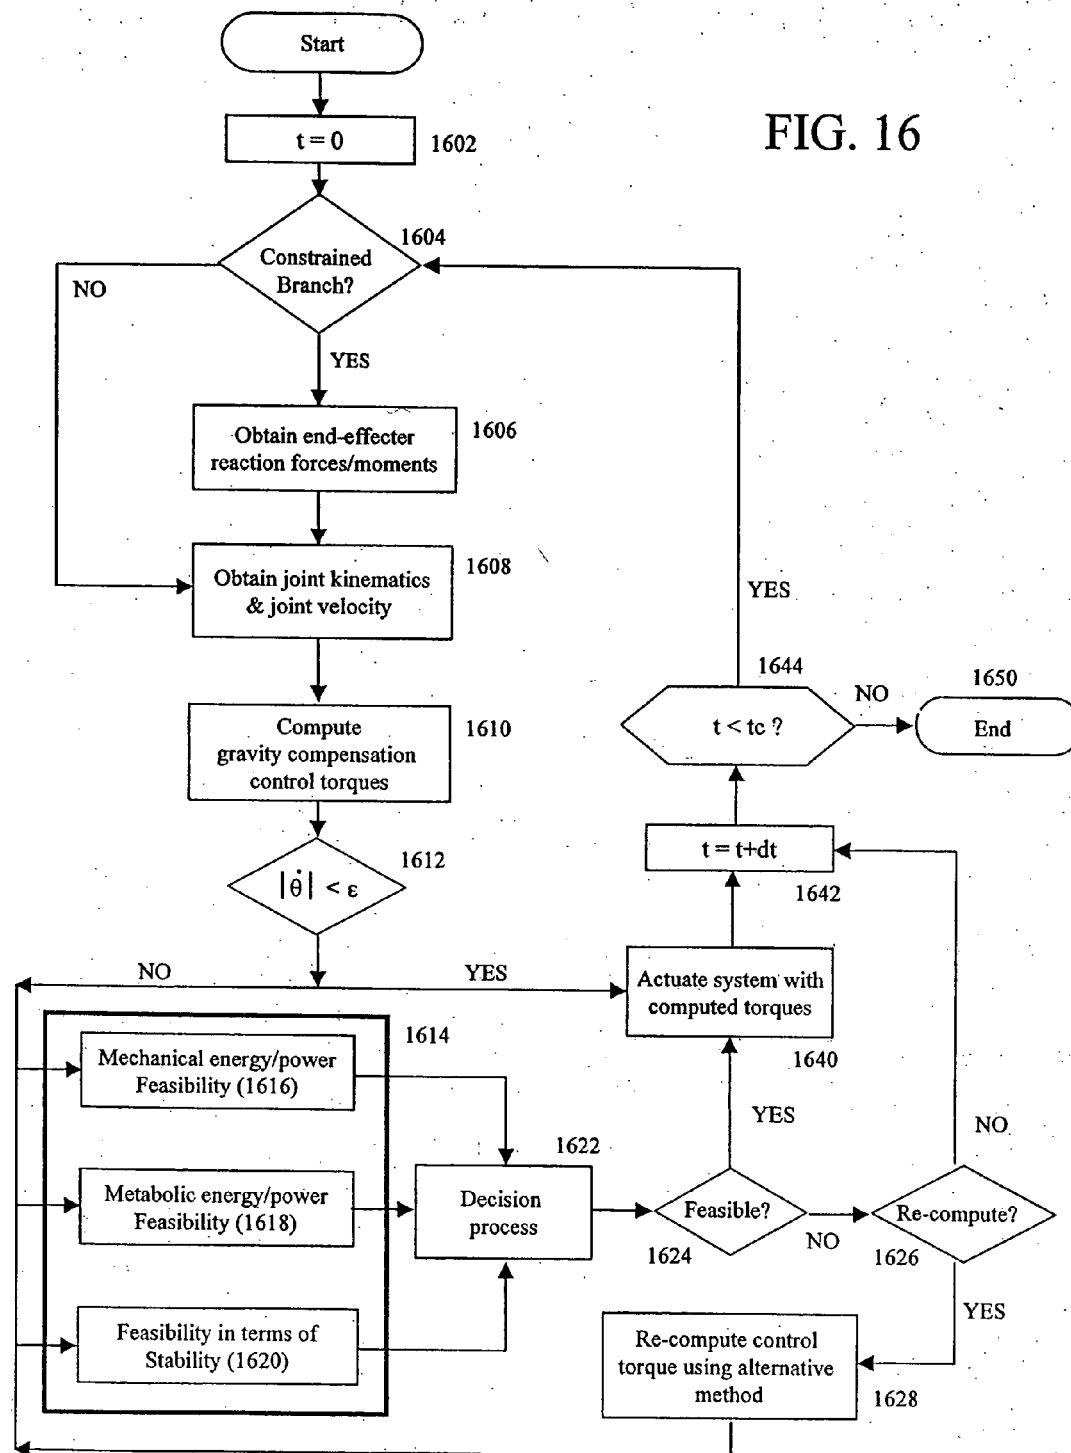 Start
FIG. 16
t = 0
1602
1604
Constrained
Branch?
NO
YES
Obtain end-effecter
reaction forces/moments
1606
Obtain joint kinematics
& joint velocity
1608
YES
1644
1650
t < tc ?
NO
End
Compute
gravity compensation
control torques
1610
t = t+dt
1642
1612
|θ̇| < ε
NO
YES
Actuate system with
computed torques
1640
1614
Mechanical energy/power
Feasibility (1616)
YES
NO
1622
Metabolic energy/power
Feasibility (1618)
Decision
process
Feasible?
1624
NO
Re-compute?
1626
YES
Feasibility in terms of
Stability (1620)
Re-compute control
torque using alternative
method
1628